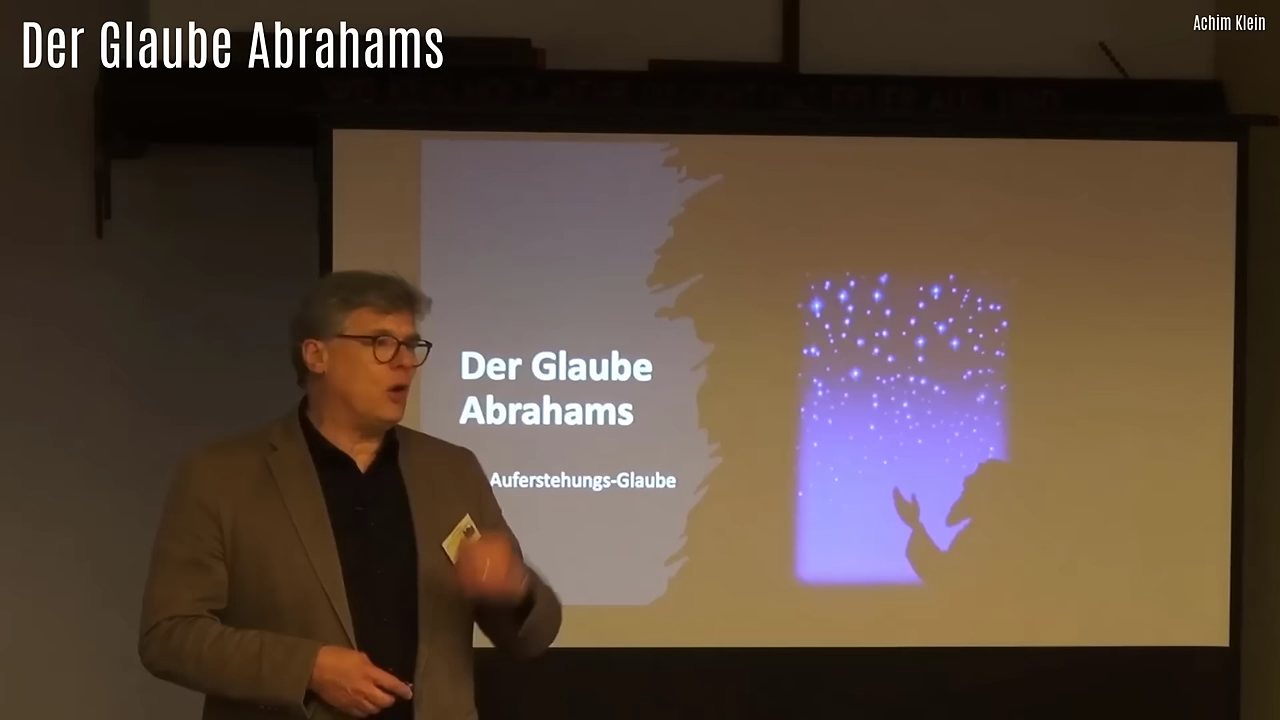 Der Glaube Abrahams
Achim Klein
Der Glaube
Abrahams
Auferstehungs-Glaube